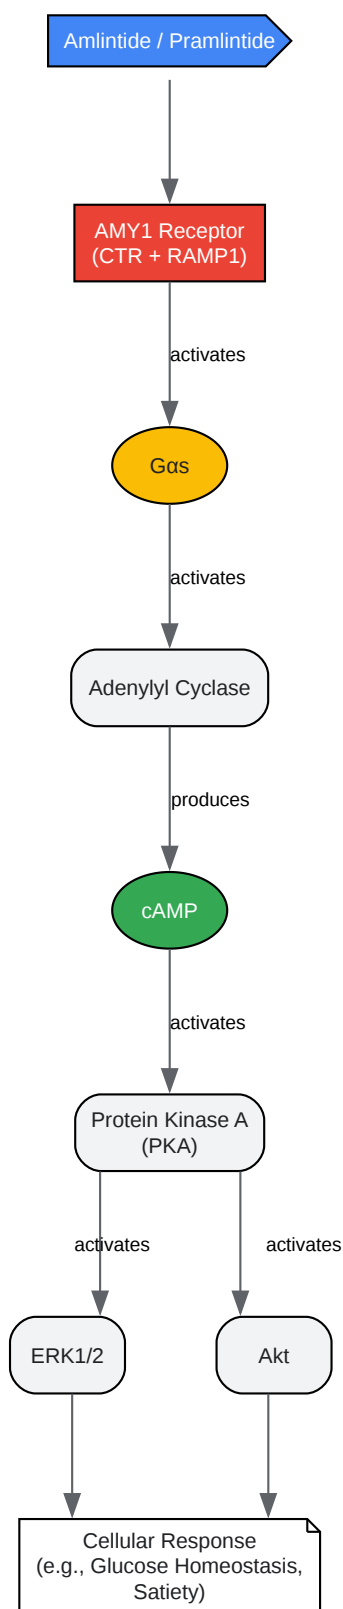 Amlintide / Pramlintide
AMY1 Receptor
(CTR + RAMP1)
activates
Gαs
activates
Adenylyl Cyclase
produces
cAMP
activates
Protein Kinase A
(PKA)
activates
activates
ERK1/2
Akt
Cellular Response
(e.g., Glucose Homeostasis,
Satiety)